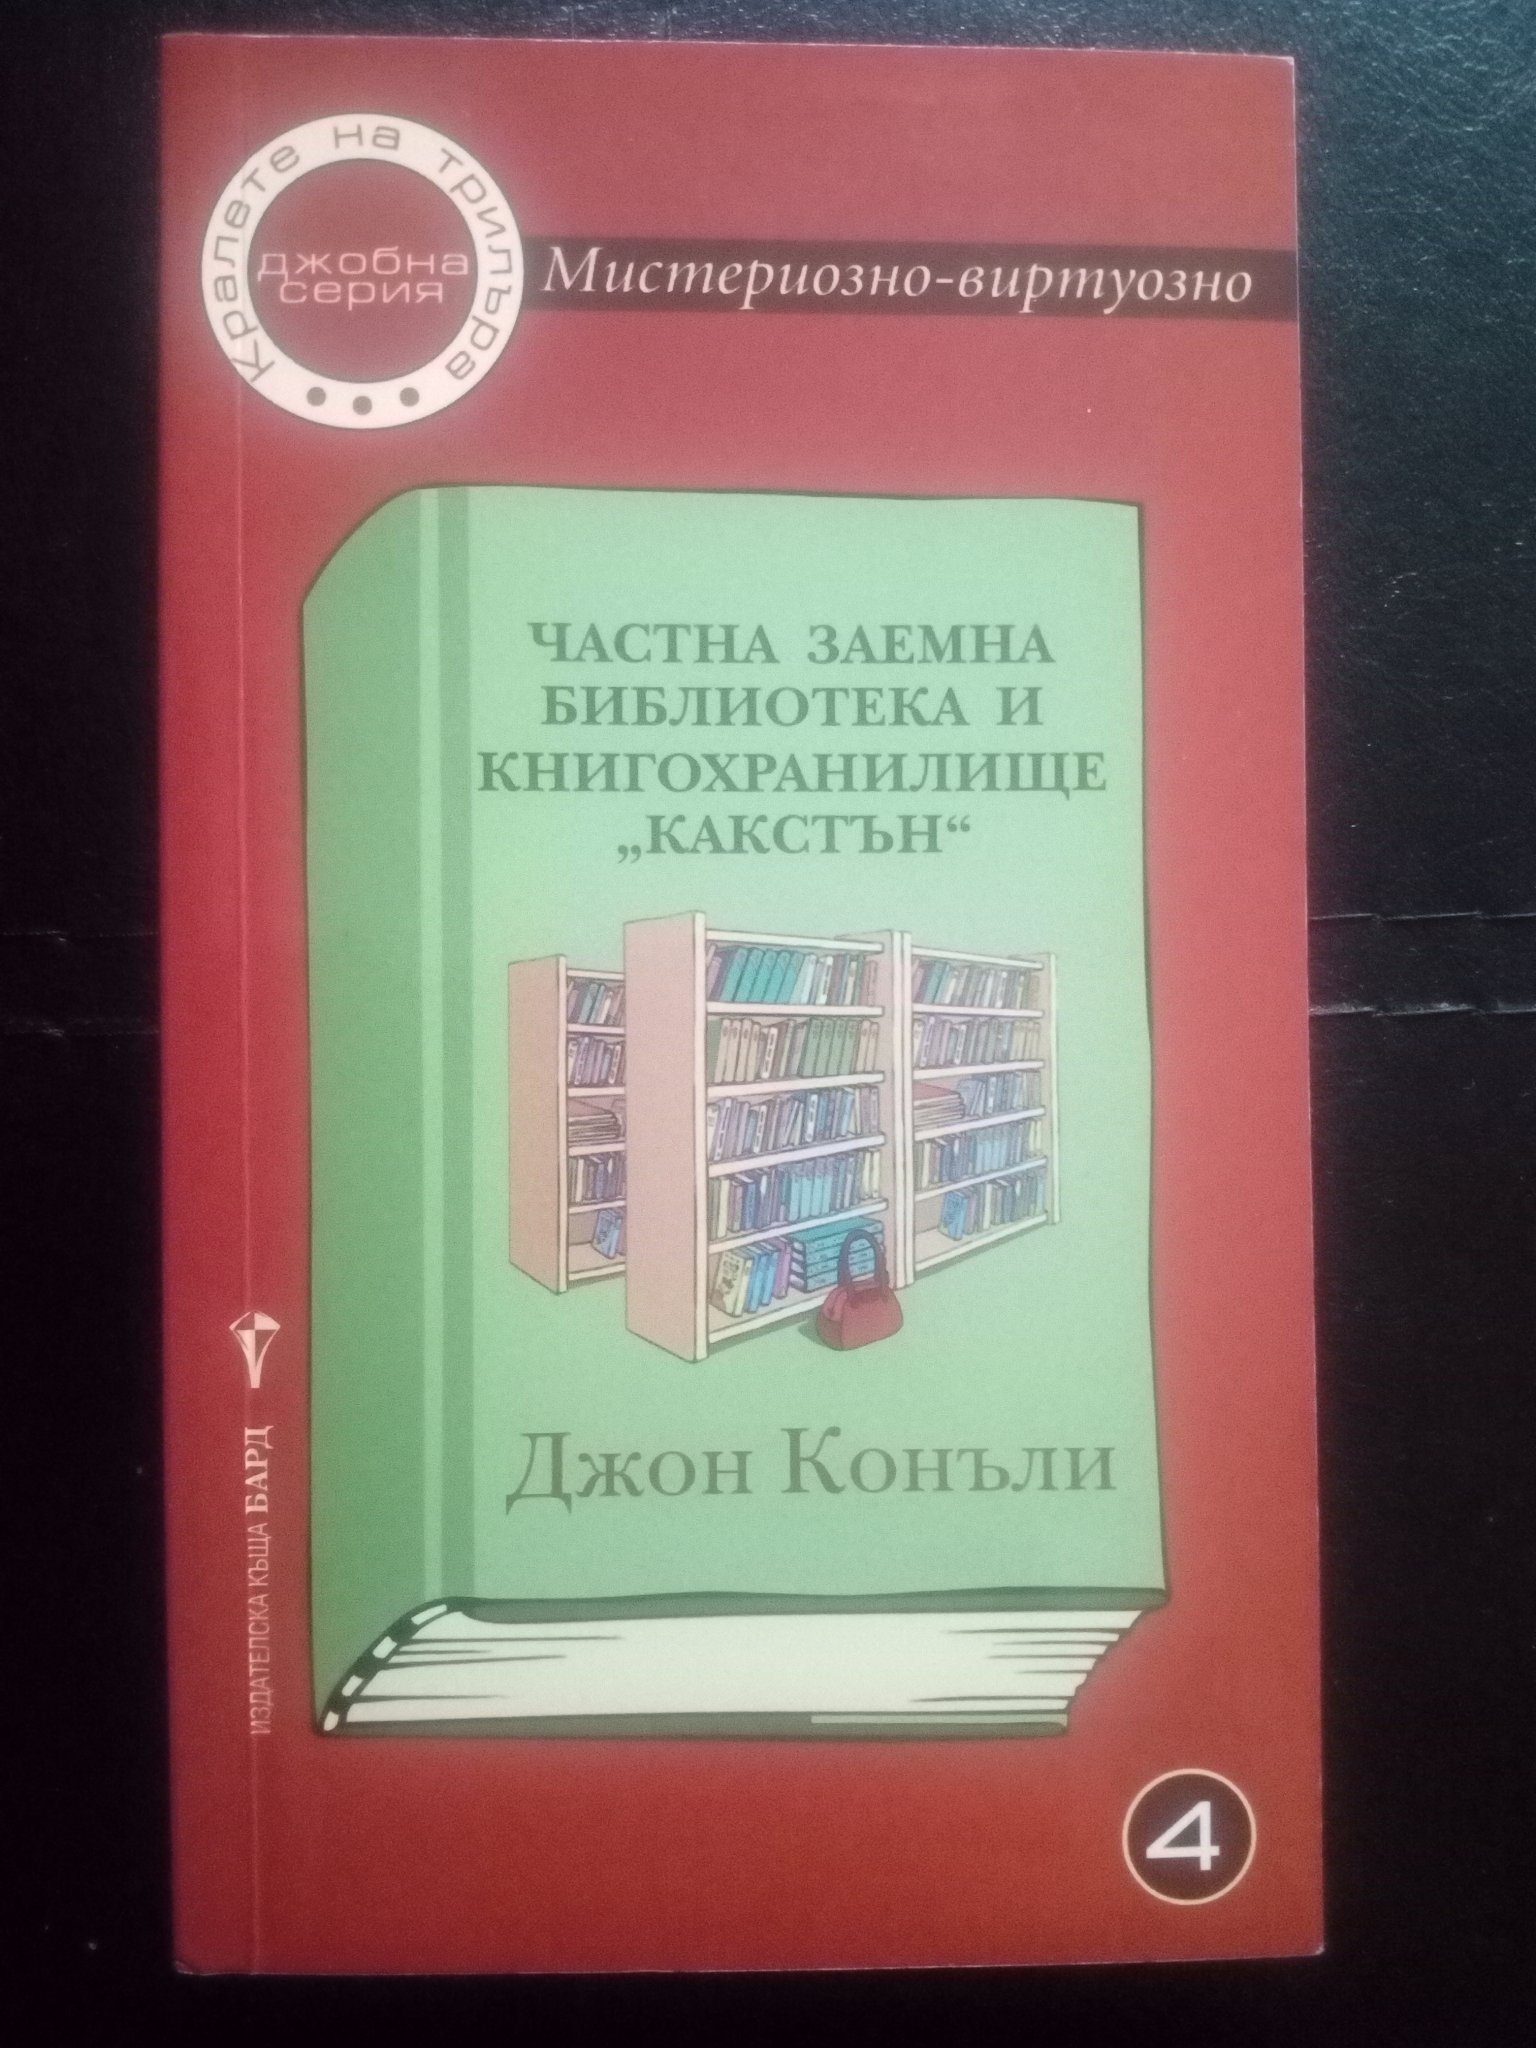 Кралете на трилъра
джобна
серия
Мистериозно-виртуозно
ЧАСТНА ЗАЕМНА
БИБЛИОТЕКА И
КНИГОХРАНИЛИЩЕ
„КАКСТЪН“
Джон Конъли
ИЗДАТЕЛСКА КЪЩА БАРД
4